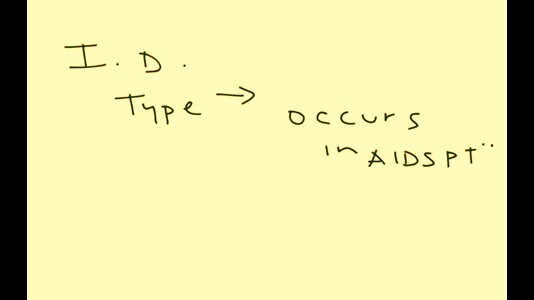 I. D.
Type → occurs
in AIDS PT¨